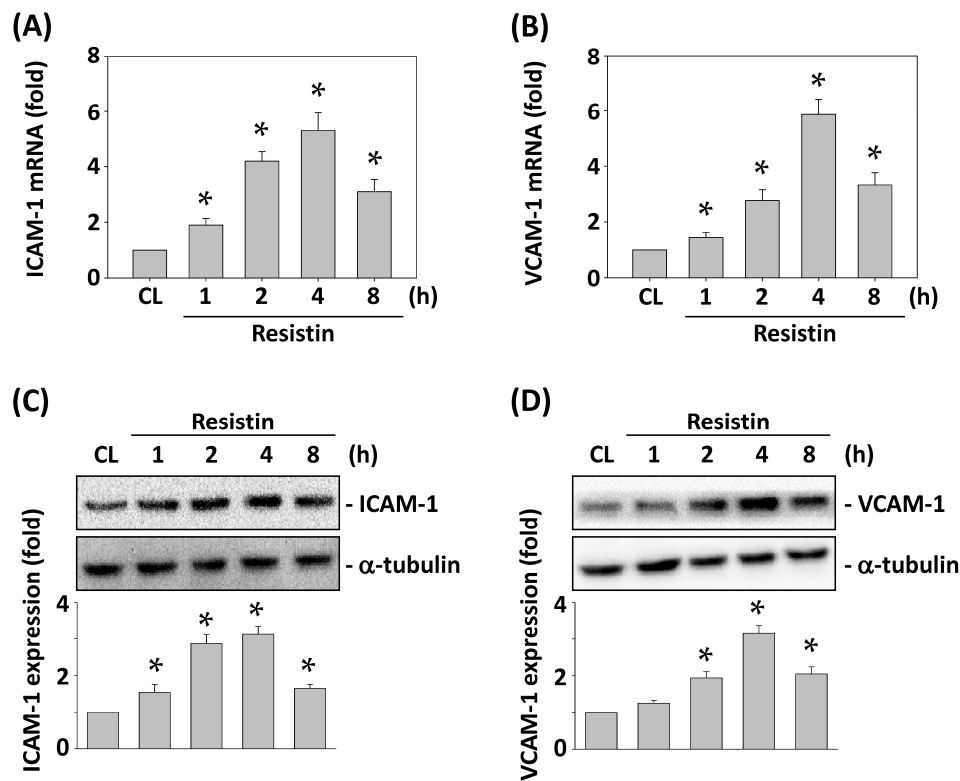 (A)
ICAM-1 mRNA (fold)
8
6
4
2
0
*
*
*
*
CL 1 2 4 8 (h)
Resistin
(B)
VCAM-1 mRNA (fold)
8
6
4
2
0
*
*
*
*
CL 1 2 4 8 (h)
Resistin
(C)
Resistin
CL 1 2 4 8 (h)
- ICAM-1
- α-tubulin
ICAM-1 expression (fold)
4
2
0
*
*
*
*
(D)
Resistin
CL 1 2 4 8 (h)
- VCAM-1
- α-tubulin
VCAM-1 expression (fold)
4
2
0
*
*
*